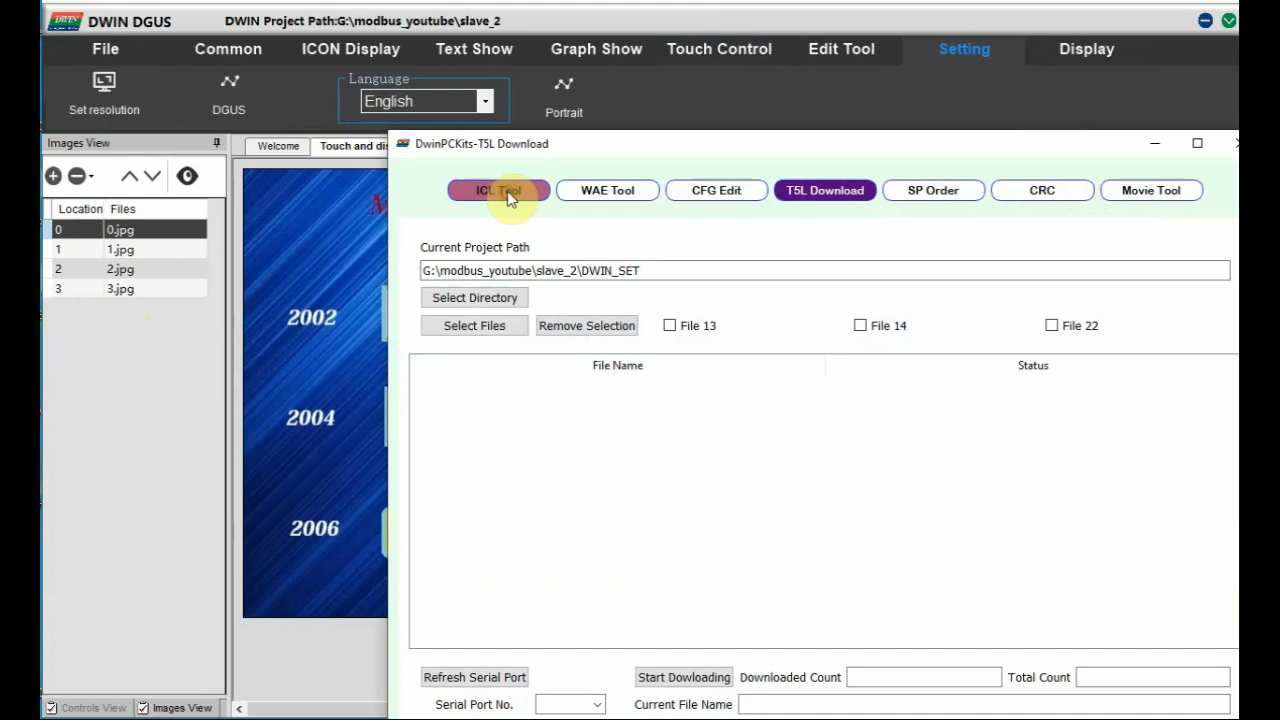 DWIN DGUS DWIN Project Path:G:\modbus_youtube\slave_2
File Common ICON Display Text Show Graph Show Touch Control Edit Tool Setting Display
Language
English
Set resolution DGUS Portrait
Images View
Welcome Touch and dis
DwinPCKits-T5L Download
ICL Tool WAE Tool CFG Edit T5L Download SP Order CRC Movie Tool
Location Files
0 0.jpg
1 1.jpg
2 2.jpg
3 3.jpg
M
2002
2004
2006
Current Project Path
G:\modbus_youtube\slave_2\DWIN_SET
Select Directory
Select Files Remove Selection File 13 File 14 File 22
File Name Status
Refresh Serial Port Start Dowloading Downloaded Count Total Count
Serial Port No. Current File Name
Controls View Images View